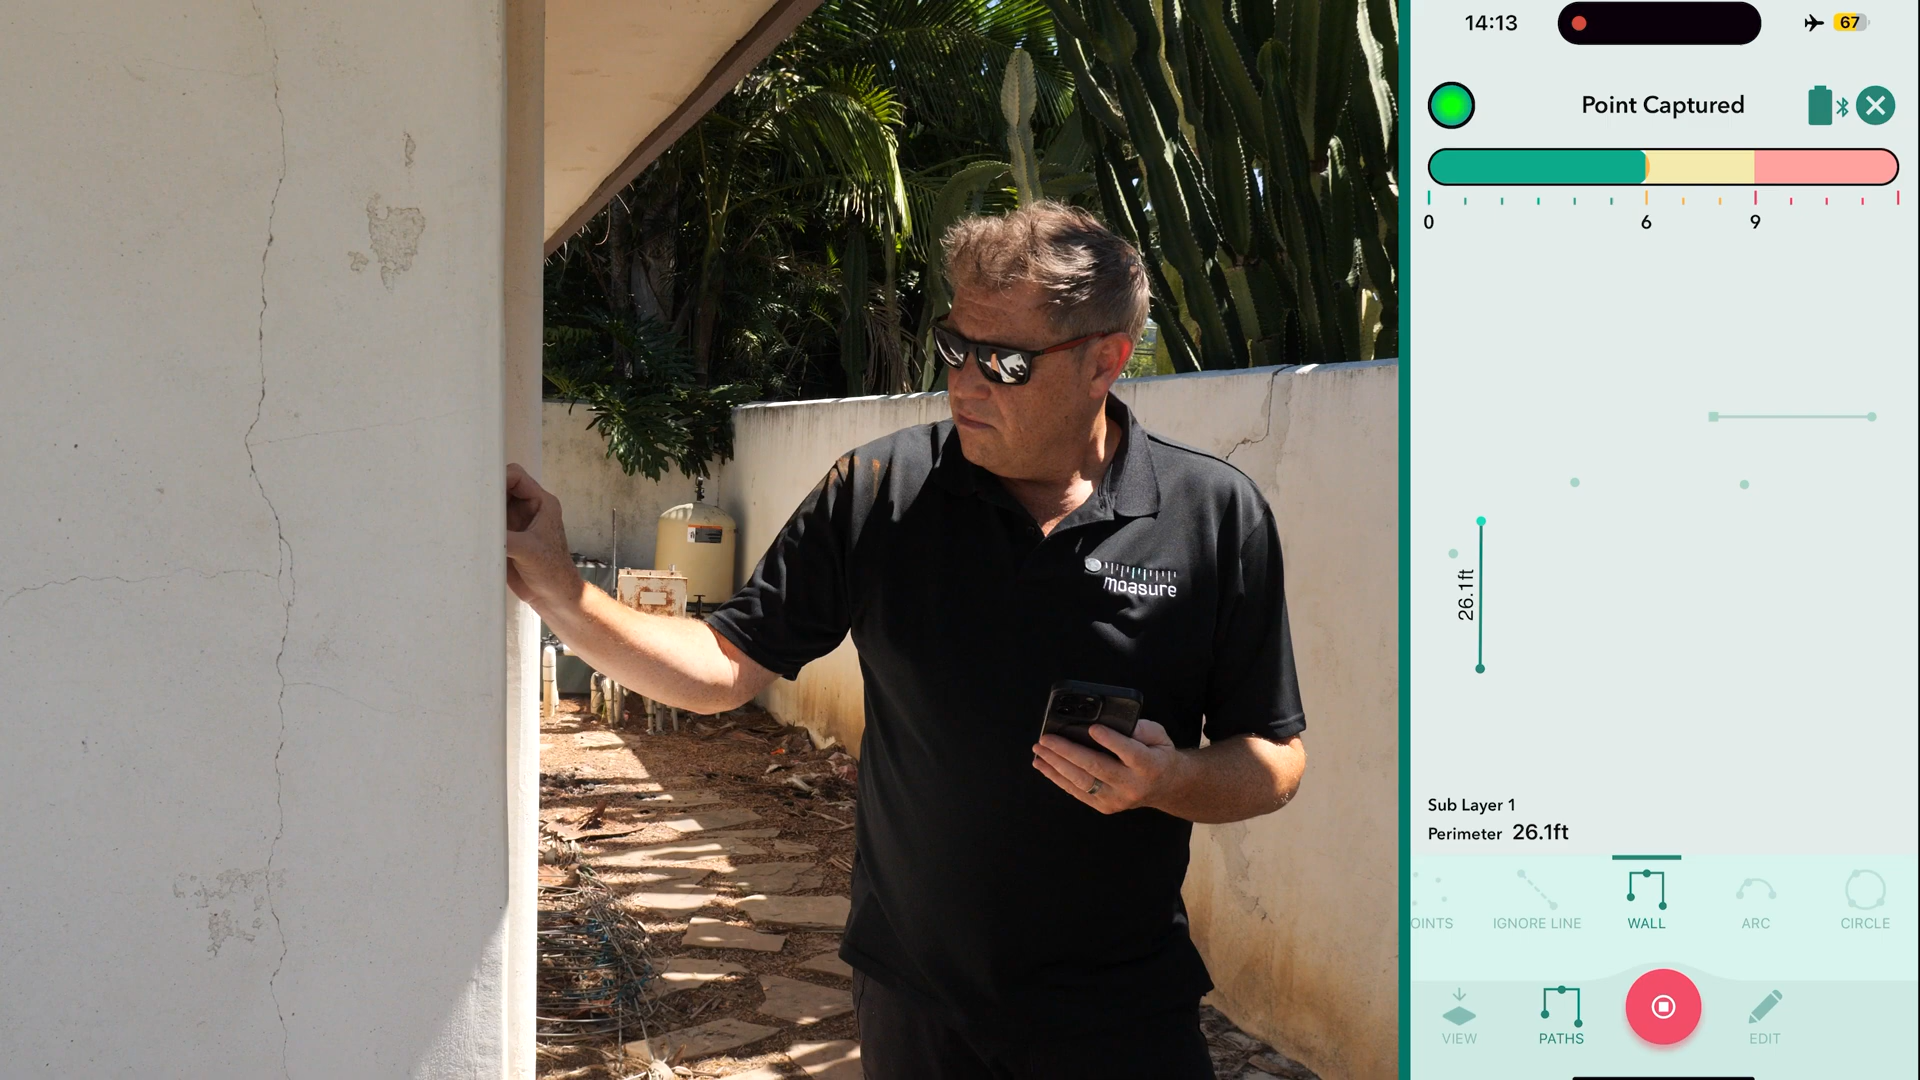 moasure
14:13
67
Point Captured
0 6 9
26.1ft
Sub Layer 1
Perimeter 26.1ft
OINTS
IGNORE LINE
WALL
ARC
CIRCLE
VIEW
PATHS
EDIT